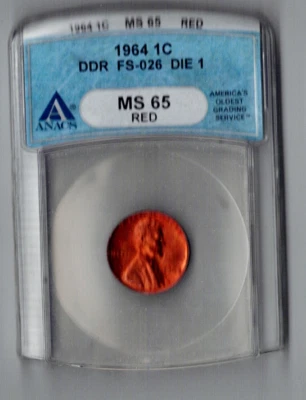 1964 1C MS 65 RED
1964 1C
DDR FS-026 DIE 1
MS 65
RED
ANACS
AMERICA'S
OLDEST
GRADING
SERVICE™